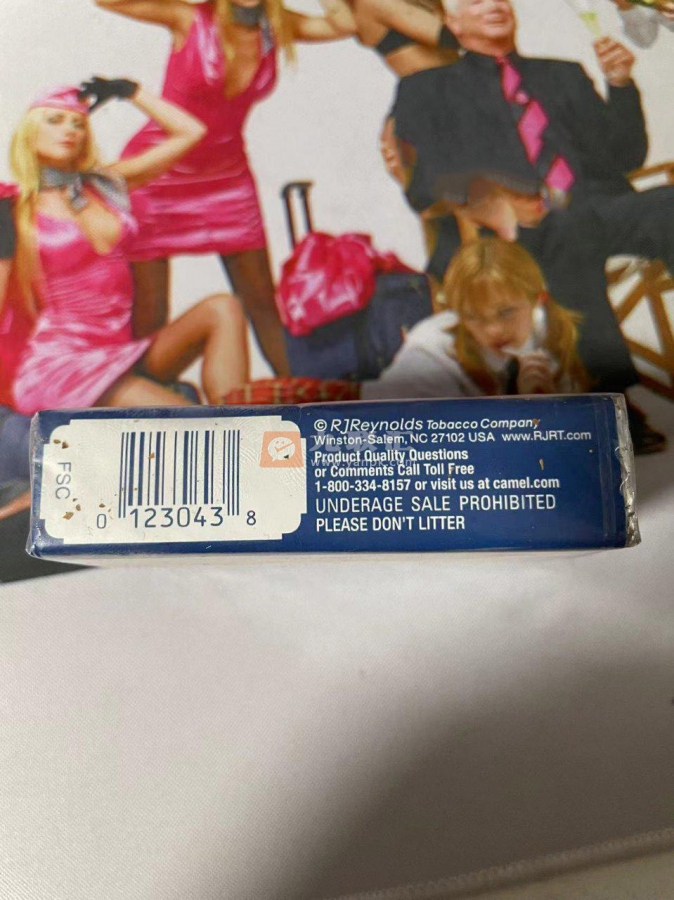 FSC
0 123043 8
© RJReynolds Tobacco Company
Winston-Salem, NC 27102 USA www.RJRT.com
Product Quality Questions
or Comments Call Toll Free
1-800-334-8157 or visit us at camel.com
UNDERAGE SALE PROHIBITED
PLEASE DON'T LITTER